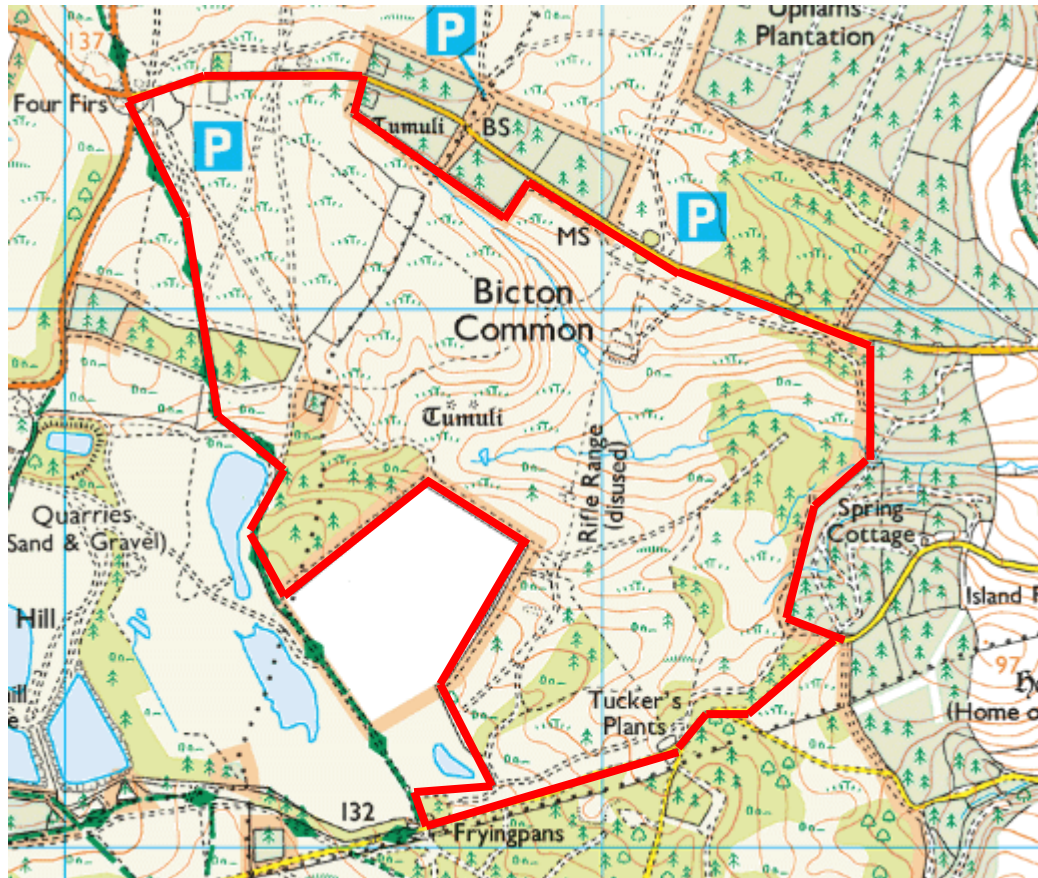 137
P
Uphams
Plantation
Four Firs
P
Tumuli
BS
P
MS
Bicton
Common
Tumuli
Rifle Range
(disused)
Quarries
(Sand & Gravel)
Spring
Cottage
Island
Hill
97
Tucker's
Plants
(Home o
132
Fryingpans